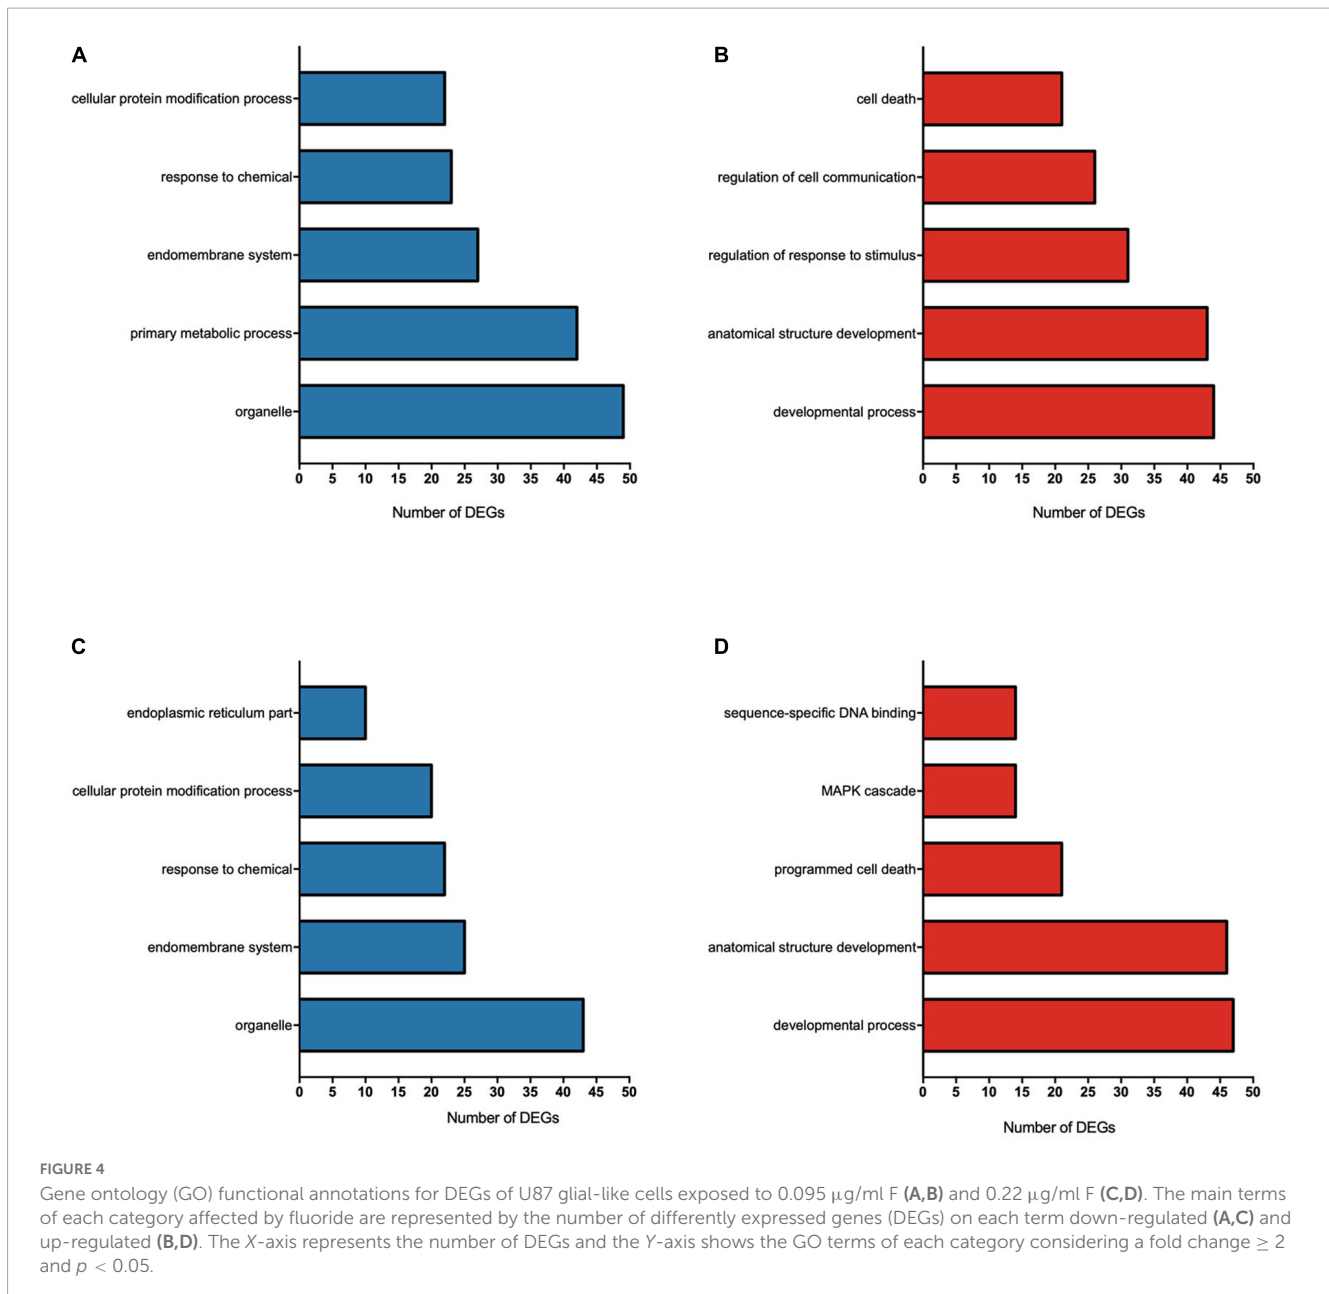 A
cellular protein modification process
response to chemical
endomembrane system
primary metabolic process
organelle
0 5 10 15 20 25 30 35 40 45 50
Number of DEGs
B
cell death
regulation of cell communication
regulation of response to stimulus
anatomical structure development
developmental process
0 5 10 15 20 25 30 35 40 45 50
Number of DEGs
C
endoplasmic reticulum part
cellular protein modification process
response to chemical
endomembrane system
organelle
0 5 10 15 20 25 30 35 40 45 50
Number of DEGs
D
sequence-specific DNA binding
MAPK cascade
programmed cell death
anatomical structure development
developmental process
0 5 10 15 20 25 30 35 40 45 50
Number of DEGs
FIGURE 4
Gene ontology (GO) functional annotations for DEGs of U87 glial-like cells exposed to 0.095 μg/ml F (A,B) and 0.22 μg/ml F (C,D). The main terms
of each category affected by fluoride are represented by the number of differently expressed genes (DEGs) on each term down-regulated (A,C) and
up-regulated (B,D). The X-axis represents the number of DEGs and the Y-axis shows the GO terms of each category considering a fold change ≥ 2
and p < 0.05.